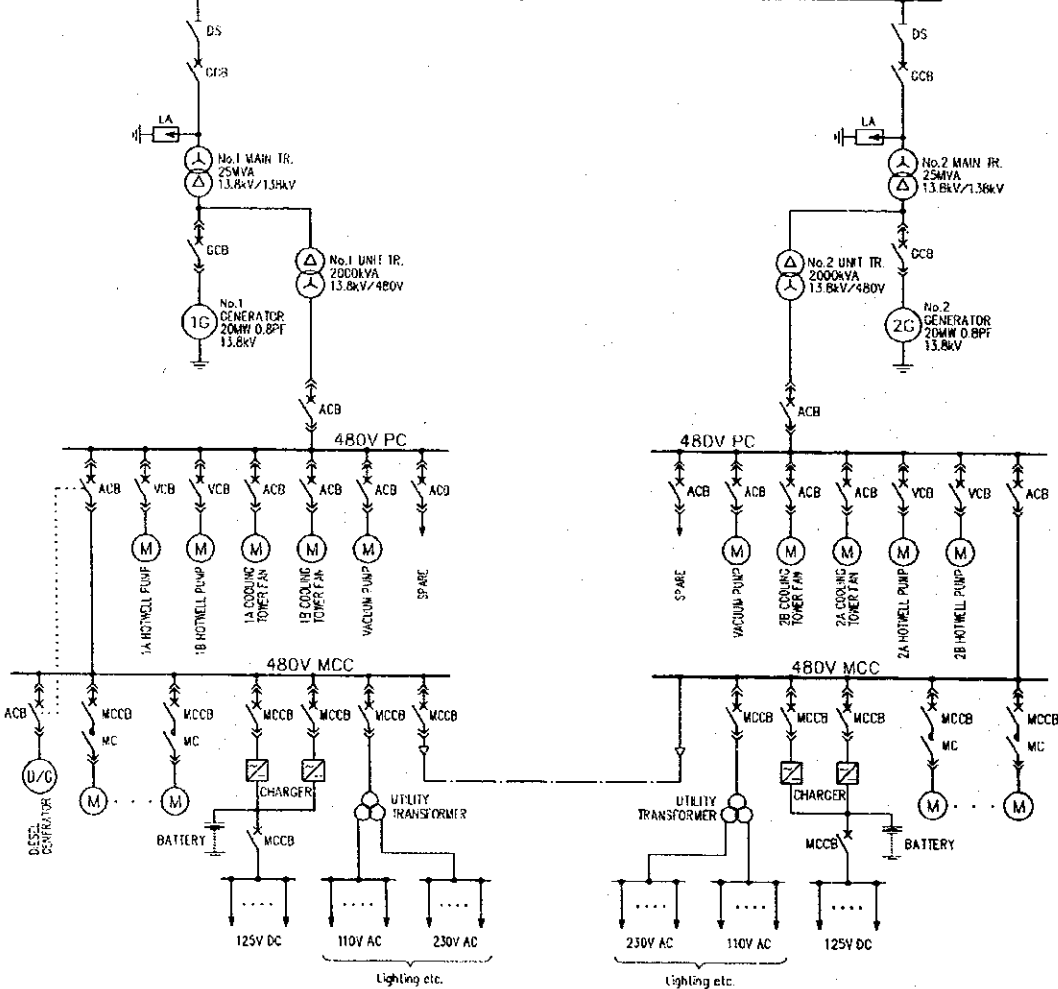 DS
GCB
LA
No.1 MAIN TR.
25MVA
13.8kV/138kV
GCB
No.1 UNIT TR.
2000kVA
13.8kV/480V
1G
No.1
GENERATOR
20MW 0.8PF
13.8kV
ACB
480V PC
ACB
VCB
VCB
ACB
ACB
ACB
ACB
M
M
M
M
M
1A HOTWELL PUMP
1B HOTWELL PUMP
1A COOLING
TOWER FAN
1B COOLING
TOWER FAN
VACUUM PUMP
SPARE
480V MCC
ACB
MCCB
MCCB
MCCB
MCCB
MCCB
MCCB
MC
MC
D/G
DIESEL
GENERATOR
M
M
CHARGER
BATTERY
MCCB
UTILITY
TRANSFORMER
125V DC
110V AC
230V AC
Lighting etc.
DS
GCB
LA
No.2 MAIN TR.
25MVA
13.8kV/138kV
GCB
No.2 UNIT TR.
2000kVA
13.8kV/480V
2G
No.2
GENERATOR
20MW 0.8PF
13.8kV
ACB
480V PC
ACB
ACB
ACB
ACB
VCB
VCB
ACB
M
M
M
M
M
SPARE
VACUUM PUMP
2B COOLING
TOWER FAN
2A COOLING
TOWER FAN
2A HOTWELL PUMP
2B HOTWELL PUMP
480V MCC
MCCB
MCCB
MCCB
MCCB
MCCB
MC
MC
M
M
UTILITY
TRANSFORMER
CHARGER
MCCB
BATTERY
230V AC
110V AC
125V DC
Lighting etc.